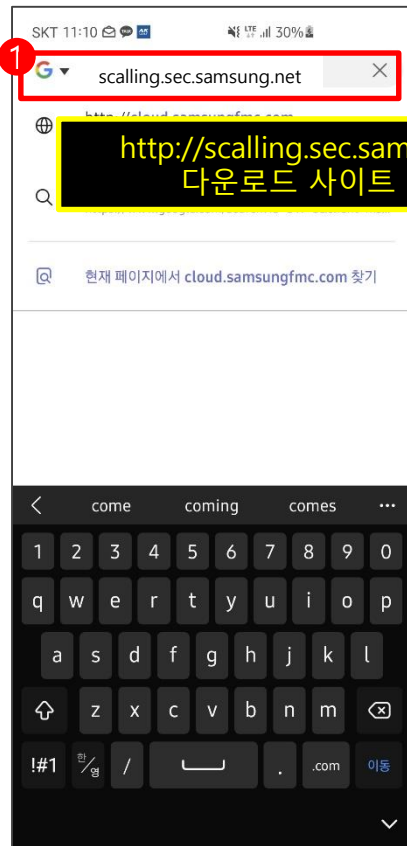 SKT 11:10 30%
1
scalling.sec.samsung.net
http://scalling.sec.sam
다운로드 사이트
현재 페이지에서 cloud.samsungfmc.com 찾기
come coming comes ...
1 2 3 4 5 6 7 8 9 0
q w e r t y u i o p
a s d f g h j k l
z x c v b n m
!#1 한/영 / . .com 이동